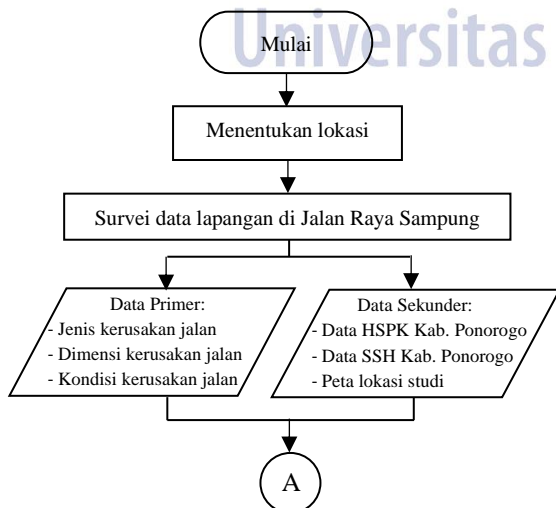 Universitas
Mulai
Menentukan lokasi
Survei data lapangan di Jalan Raya Sampung
Data Primer:
- Jenis kerusakan jalan
- Dimensi kerusakan jalan
- Kondisi kerusakan jalan
Data Sekunder:
- Data HSPK Kab. Ponorogo
- Data SSH Kab. Ponorogo
- Peta lokasi studi
A